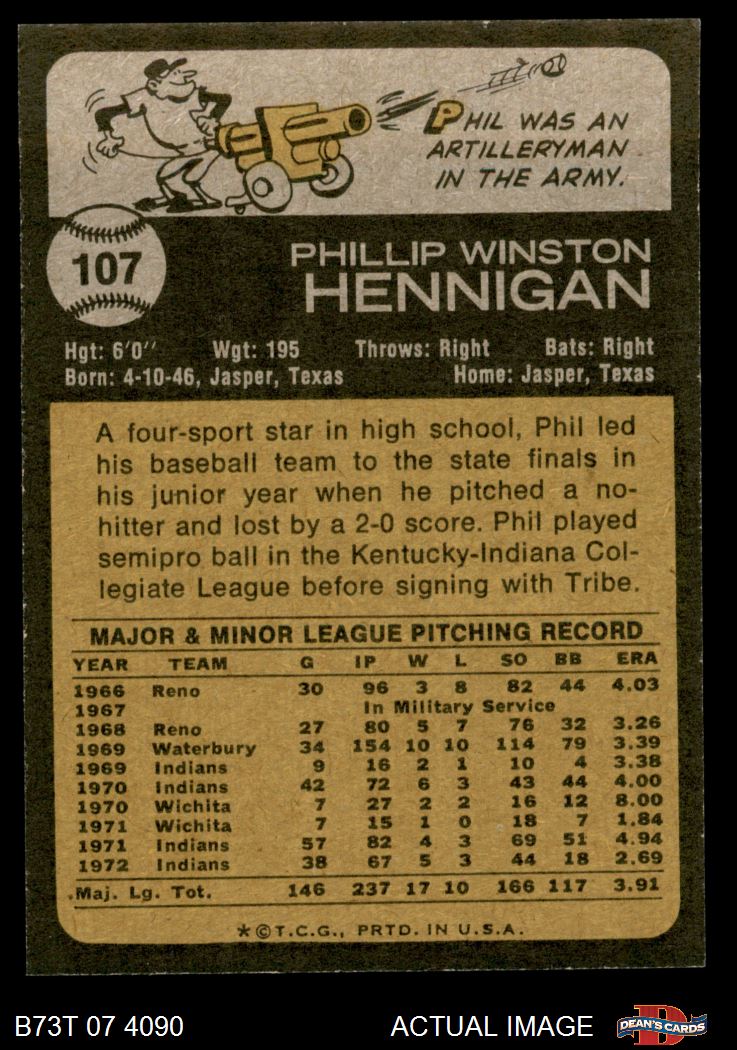 PHIL WAS AN
ARTILLERYMAN
IN THE ARMY.
107
PHILLIP WINSTON
HENNIGAN
Hgt: 6'0" Wgt: 195 Throws: Right Bats: Right
Born: 4-10-46, Jasper, Texas Home: Jasper, Texas
A four-sport star in high school, Phil led
his baseball team to the state finals in
his junior year when he pitched a no-
hitter and lost by a 2-0 score. Phil played
semipro ball in the Kentucky-Indiana Col-
legiate League before signing with Tribe.
MAJOR & MINOR LEAGUE PITCHING RECORD
YEAR TEAM G IP W L SO BB ERA
1966 Reno 30 96 3 8 82 44 4.03
1967 In Military Service
1968 Reno 27 80 5 7 76 32 3.26
1969 Waterbury 34 154 10 10 114 79 3.39
1969 Indians 9 16 2 1 10 4 3.38
1970 Indians 42 72 6 3 43 44 4.00
1970 Wichita 7 27 2 2 16 12 8.00
1971 Wichita 7 15 1 0 18 7 1.84
1971 Indians 57 82 4 3 69 51 4.94
1972 Indians 38 67 5 3 44 18 2.69
Maj. Lg. Tot. 146 237 17 10 166 117 3.91
*©T.C.G., PRTD. IN U.S.A.
B73T 07 4090 ACTUAL IMAGE D DEAN'S CARDS